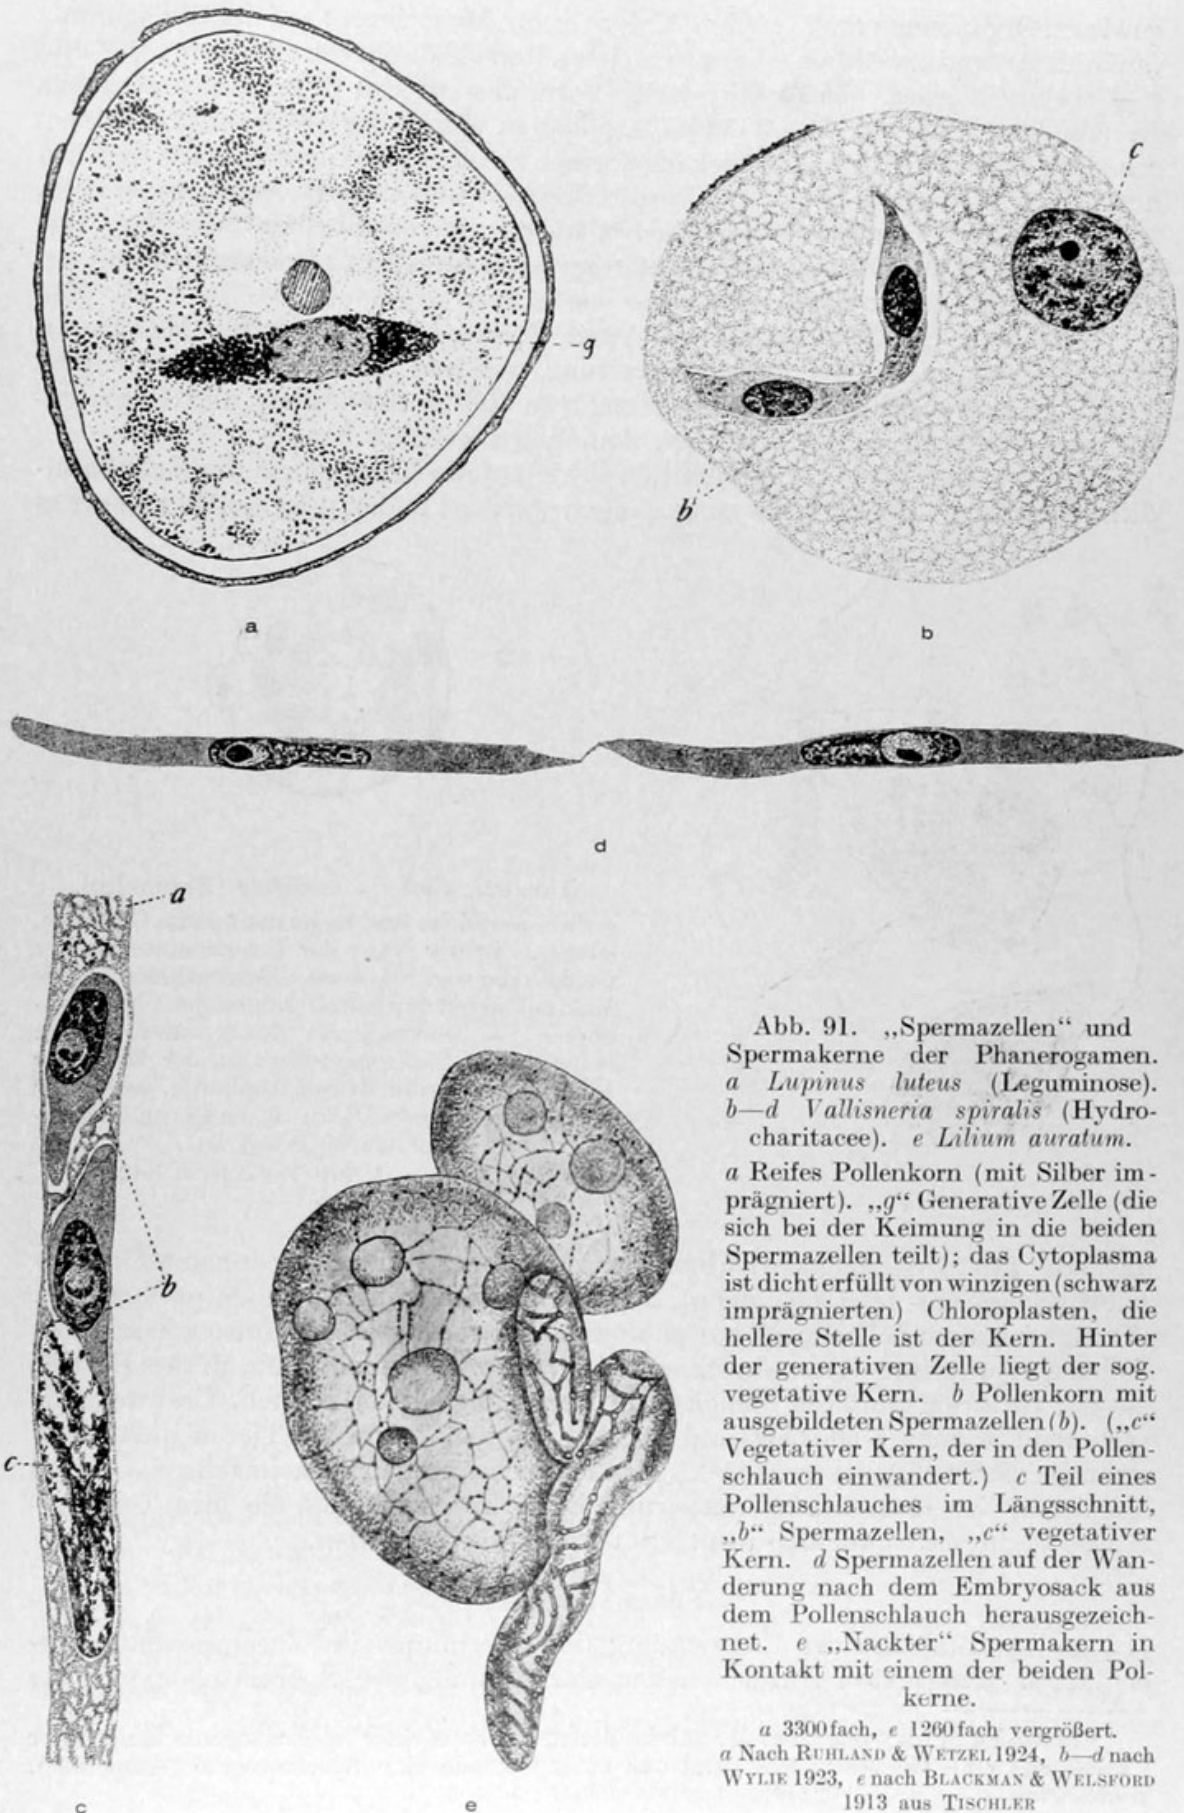 c
g
b
a
b
d
a
b
c
c
e
Abb. 91. „Spermazellen“ und
Spermakerne der Phanerogamen.
a Lupinus luteus (Leguminose).
b—d Vallisneria spiralis (Hydro-
charitacee). e Lilium auratum.
a Reifes Pollenkorn (mit Silber im-
prägniert). „g“ Generative Zelle (die
sich bei der Keimung in die beiden
Spermazellen teilt); das Cytoplasma
ist dicht erfüllt von winzigen (schwarz
imprägnierten) Chloroplasten, die
hellere Stelle ist der Kern. Hinter
der generativen Zelle liegt der sog.
vegetative Kern. b Pollenkorn mit
ausgebildeten Spermazellen (b). („c“
Vegetativer Kern, der in den Pollen-
schlauch einwandert.) c Teil eines
Pollenschlauches im Längsschnitt,
„b“ Spermazellen, „c“ vegetativer
Kern. d Spermazellen auf der Wan-
derung nach dem Embryosack aus
dem Pollenschlauch herausgezeich-
net. e „Nackter“ Spermakern in
Kontakt mit einem der beiden Pol-
kerne.
a 3300fach, e 1260fach vergrößert.
a Nach RUHLAND & WETZEL 1924, b—d nach
WYLIE 1923, e nach BLACKMAN & WELSFORD
1913 aus TISCHLER